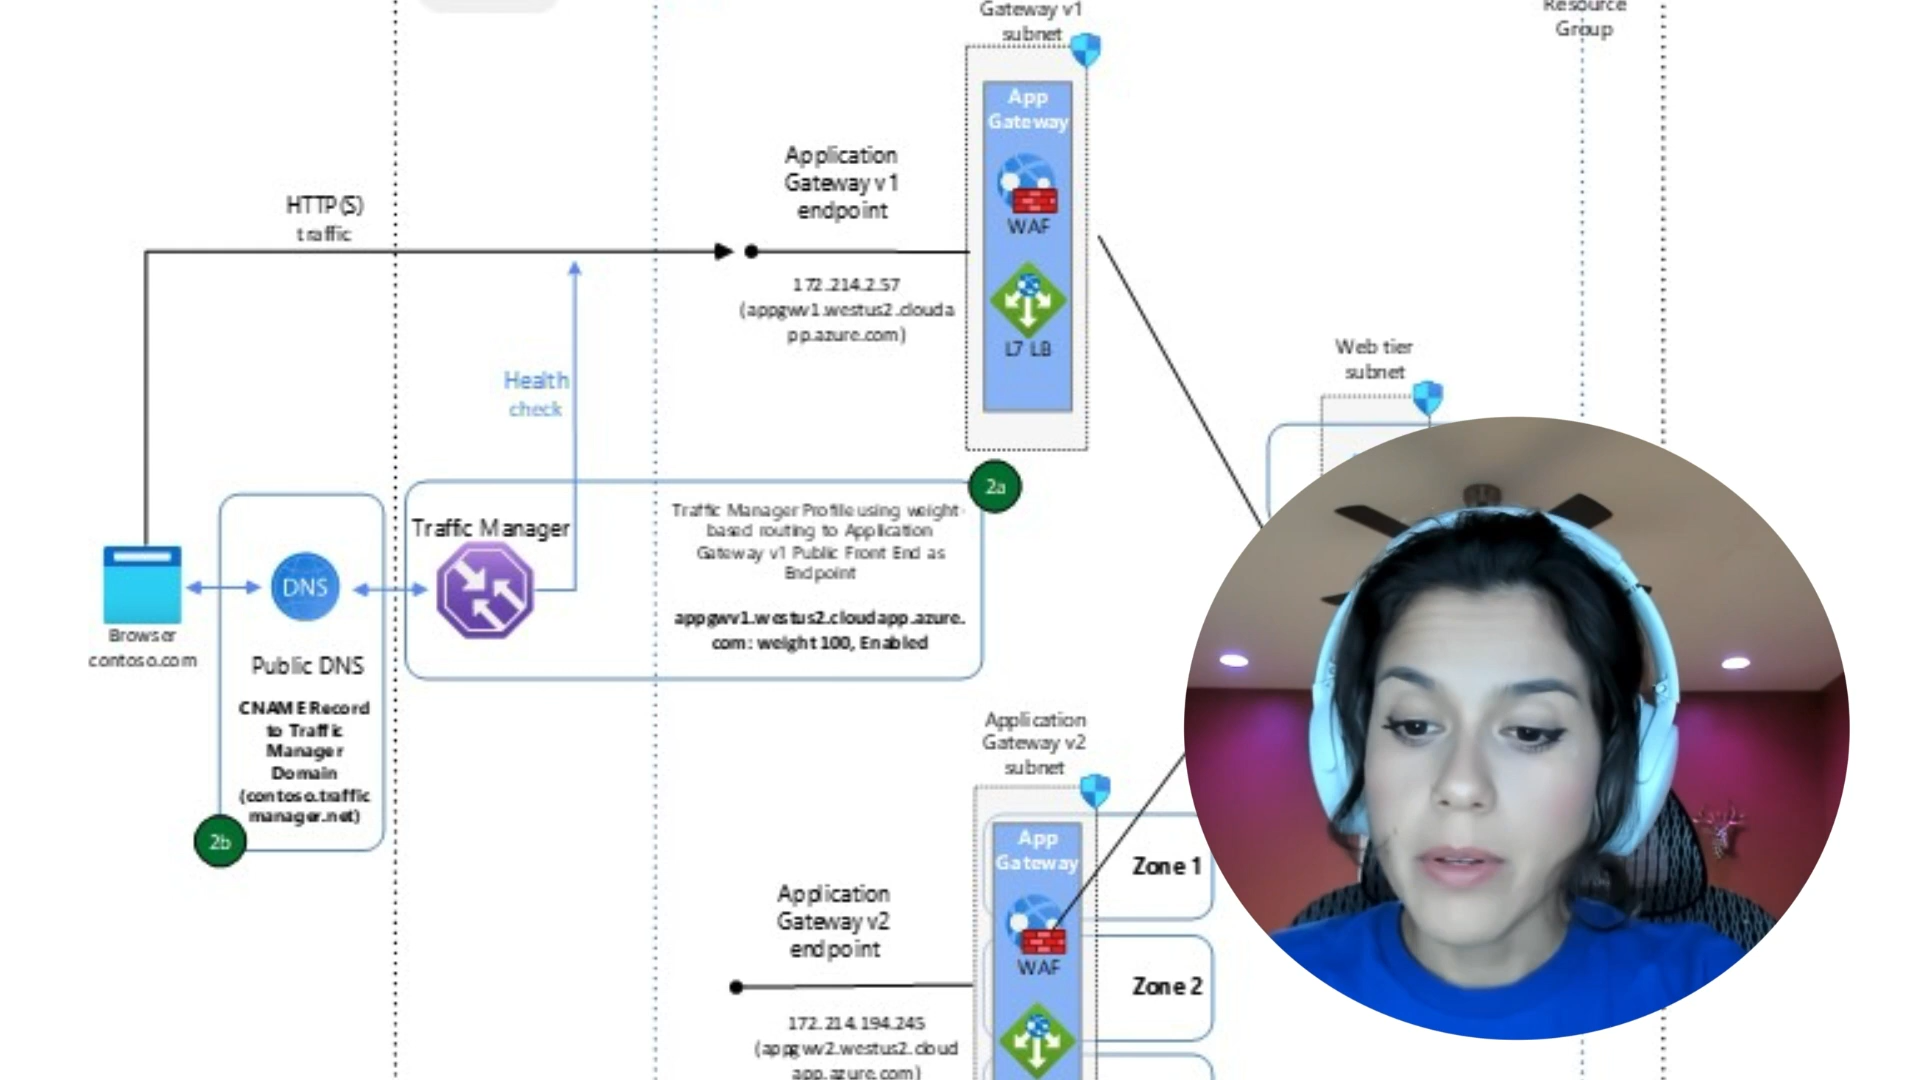 Gateway v1
subnet
Resource
Group
App
Gateway
WAF
L7 LB
Application
Gateway v1
endpoint
172.214.2.57
(appgwv1.westus2.clouda
pp.azure.com)
HTTP(S)
traffic
Health
check
Web tier
subnet
2a
Traffic Manager
Traffic Manager Profile using weight-
based routing to Application
Gateway v1 Public Front End as
Endpoint
appgwv1.westus2.cloudapp.azure.
com: weight 100, Enabled
DNS
Browser
contoso.com
Public DNS
CNAME Record
to Traffic
Manager
Domain
(contoso.traffic
manager.net)
2b
Application
Gateway v2
subnet
App
Gateway
WAF
Zone 1
Zone 2
Application
Gateway v2
endpoint
172.214.194.245
(appgwv2.westus2.cloud
app.azure.com)